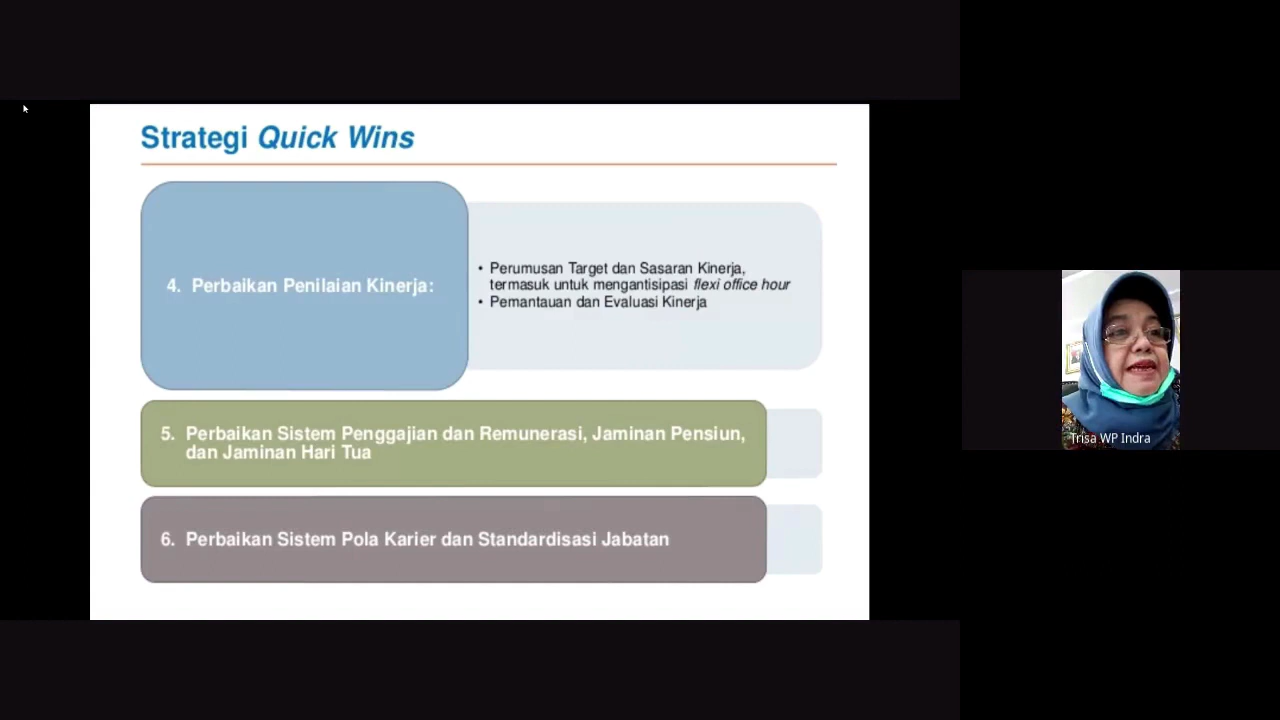 Strategi Quick Wins
4. Perbaikan Penilaian Kinerja:
• Perumusan Target dan Sasaran Kinerja,
termasuk untuk mengantisipasi flexi office hour
• Pemantauan dan Evaluasi Kinerja
5. Perbaikan Sistem Penggajian dan Remunerasi, Jaminan Pensiun,
dan Jaminan Hari Tua
6. Perbaikan Sistem Pola Karier dan Standardisasi Jabatan
Trisa WP Indra